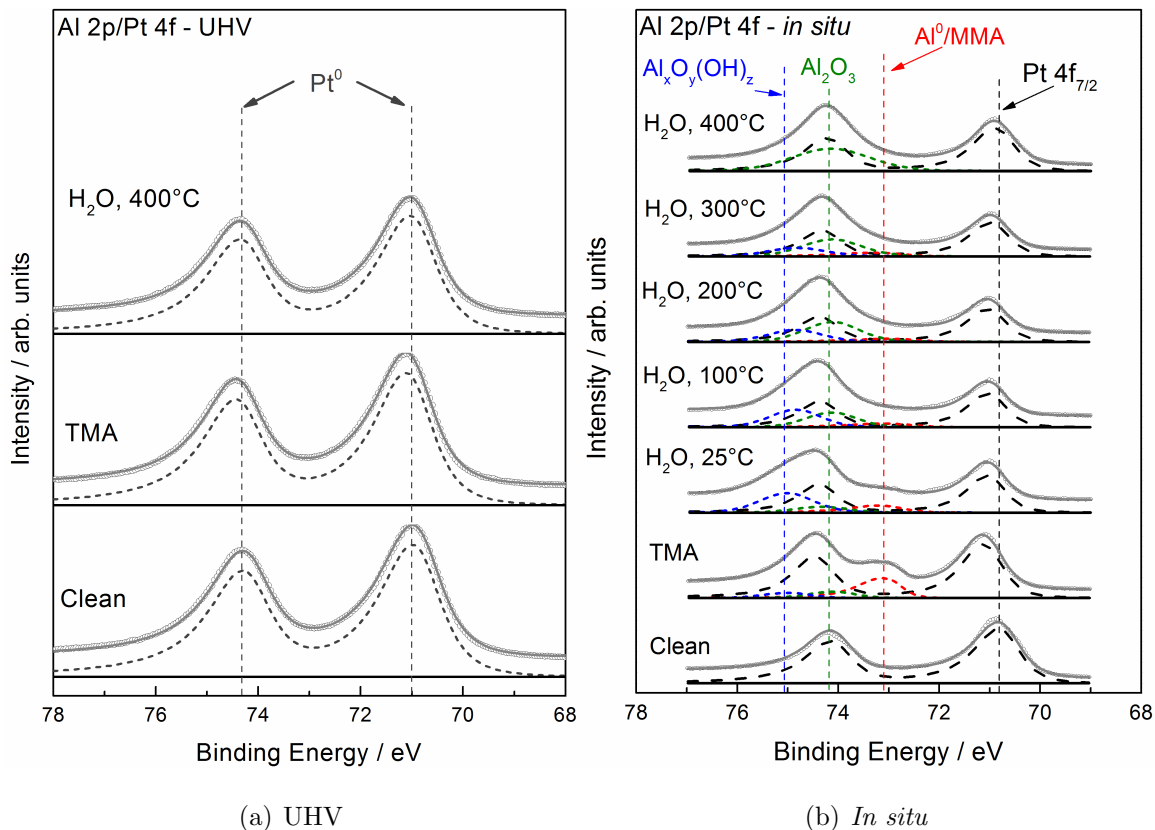 Al 2p/Pt 4f - UHV
Pt⁰
H₂O, 400°C
TMA
Clean
Intensity / arb. units
78 76 74 72 70 68
Binding Energy / eV
(a) UHV
Al 2p/Pt 4f - in situ
Al⁰/MMA
AlₓOᵧ(OH)z
Al₂O₃
Pt 4f₇/₂
H₂O, 400°C
H₂O, 300°C
H₂O, 200°C
H₂O, 100°C
H₂O, 25°C
TMA
Clean
Intensity / arb. units
78 76 74 72 70 68
Binding Energy / eV
(b) In situ